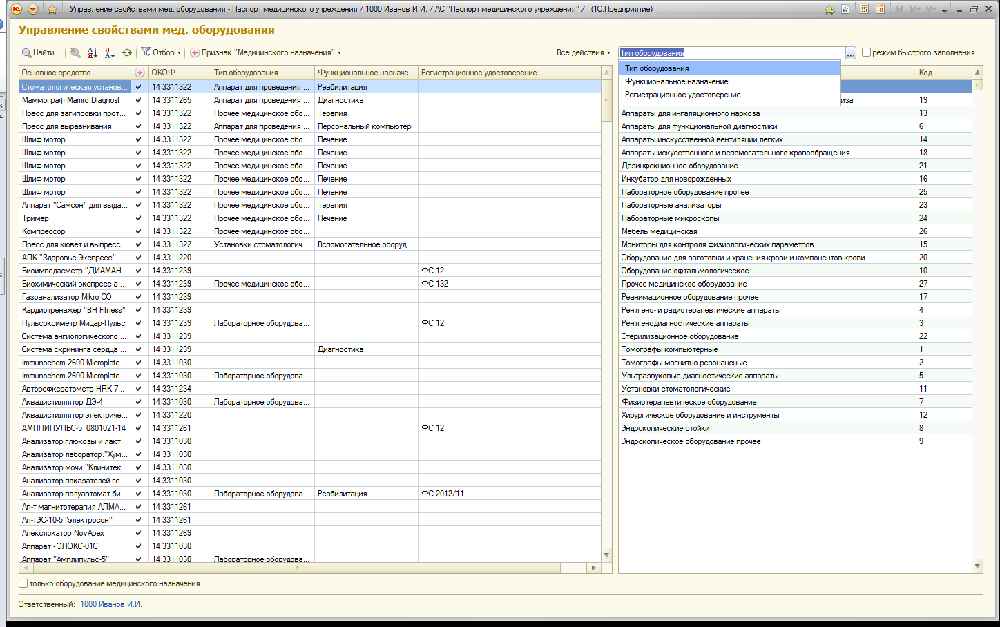 Управление свойствами мед. оборудования - Паспорт медицинского учреждения / 1000 Иванов И.И. / АС "Паспорт медицинского учреждения" / (1С:Предприятие)
M M+ M-
Управление свойствами мед. оборудования
Найти... Отбор Признак "Медицинского назначения" Все действия
Тип оборудования ... режим быстрого заполнения
Основное средство ОКОФ Тип оборудования Функциональное назначе... Регистрационное удостоверение
Стоматологическая установ... 14 3311322 Аппарат для проведения ... Реабилитация
Маммограф Mamro Diagnost 14 3311265 Аппарат для проведения ... Диагностика
Пресс для загипсовки прот... 14 3311322 Прочее медицинское обо... Терапия
Пресс для выравнивания 14 3311322 Аппарат для проведения ... Персональный компьютер
Шлиф мотор 14 3311322 Прочее медицинское обо... Лечение
Шлиф мотор 14 3311322 Прочее медицинское обо... Лечение
Шлиф мотор 14 3311322 Прочее медицинское обо... Лечение
Шлиф мотор 14 3311322 Прочее медицинское обо... Лечение
Шлиф мотор 14 3311322 Прочее медицинское обо... Лечение
Аппарат "Самсон" для выда... 14 3311322 Прочее медицинское обо... Терапия
Тример 14 3311322 Прочее медицинское обо... Лечение
Компрессор 14 3311322 Прочее медицинское обо...
Пресс для кювет и выпресс... 14 3311322 Установки стоматологич... Вспомогательное оборуд...
АПК "Здоровье-Экспресс" 14 3311220
Биоимпедасметр "ДИАМАН... 14 3311239 ФС 12
Биохимический экспресс-а... 14 3311239 Прочее медицинское обо... ФС 132
Газоанализатор Mikro CO 14 3311239
Кардиотренажер "BH Fitness" 14 3311239
Пульсоксиметр Мицар-Пульс 14 3311239 Лабораторное оборудова... ФС 12
Система ангиологического ... 14 3311239
Система скрининга сердца ... 14 3311239 Диагностика
Immunochem 2600 Microplate... 14 3311030
Immunochem 2600 Microplate... 14 3311030 Лабораторное оборудова...
Авторефкератометр HRK-7... 14 3311234
Аквадистиллятор ДЭ-4 14 3311030 Лабораторное оборудова...
Аквадистиллятор электриче... 14 3311220
АМПЛИПУЛЬС-5 0801021-14 14 3311261 ФС 12
Анализатор глюкозы и лакт... 14 3311030
Анализатор лаборатор."Хум... 14 3311030
Анализатор мочи "Клинитек... 14 3311030
Анализатор показателей ге... 14 3311030
Анализатор полуавтомат.би... 14 3311030 Лабораторное оборудова... Реабилитация ФС 2012/11
Ап-т магнитотерапия АЛМА... 14 3311261
Ап-тЭС-10-5 "электросон" 14 3311261
Апекслокатор NovApex 14 3311269
Аппарат - ЭЛОКС-01С 14 3311030
Аппарат "Амплипульс-5" 14 3311030 Лабораторное оборудова...
Тип оборудования
Функциональное назначение
Регистрационное удостоверение
Код
иза 19
Аппараты для ингаляционного наркоза 13
Аппараты для функциональной диагностики 6
Аппараты инскусственной вентиляции легких 14
Аппараты искусственного и вспомогательного кровообращения 18
Дезинфекционное оборудование 21
Инкубатор для новорожденных 16
Лабораторное оборудование прочее 25
Лабораторные анализаторы 23
Лабораторные микроскопы 24
Мебель медицинская 26
Мониторы для контроля физиологических параметров 15
Оборудование для заготовки и хранения крови и компонентов крови 20
Оборудование офтальмологическое 10
Прочее медицинское оборудование 27
Реанимационное оборудование прочее 17
Рентгено- и радиотерапевтические аппараты 4
Рентгенодиагностические аппараты 3
Стерилизационное оборудование 22
Томографы компьютерные 1
Томографы магнитно-резонансные 2
Ультразвуковые диагностические аппараты 5
Установки стоматологические 11
Физиотерапевтическое оборудование 7
Хирургическое оборудование и инструменты 12
Эндоскопические стойки 8
Эндоскопическое оборудование прочее 9
только оборудование медицинского назначения
Ответственный: 1000 Иванов И.И.